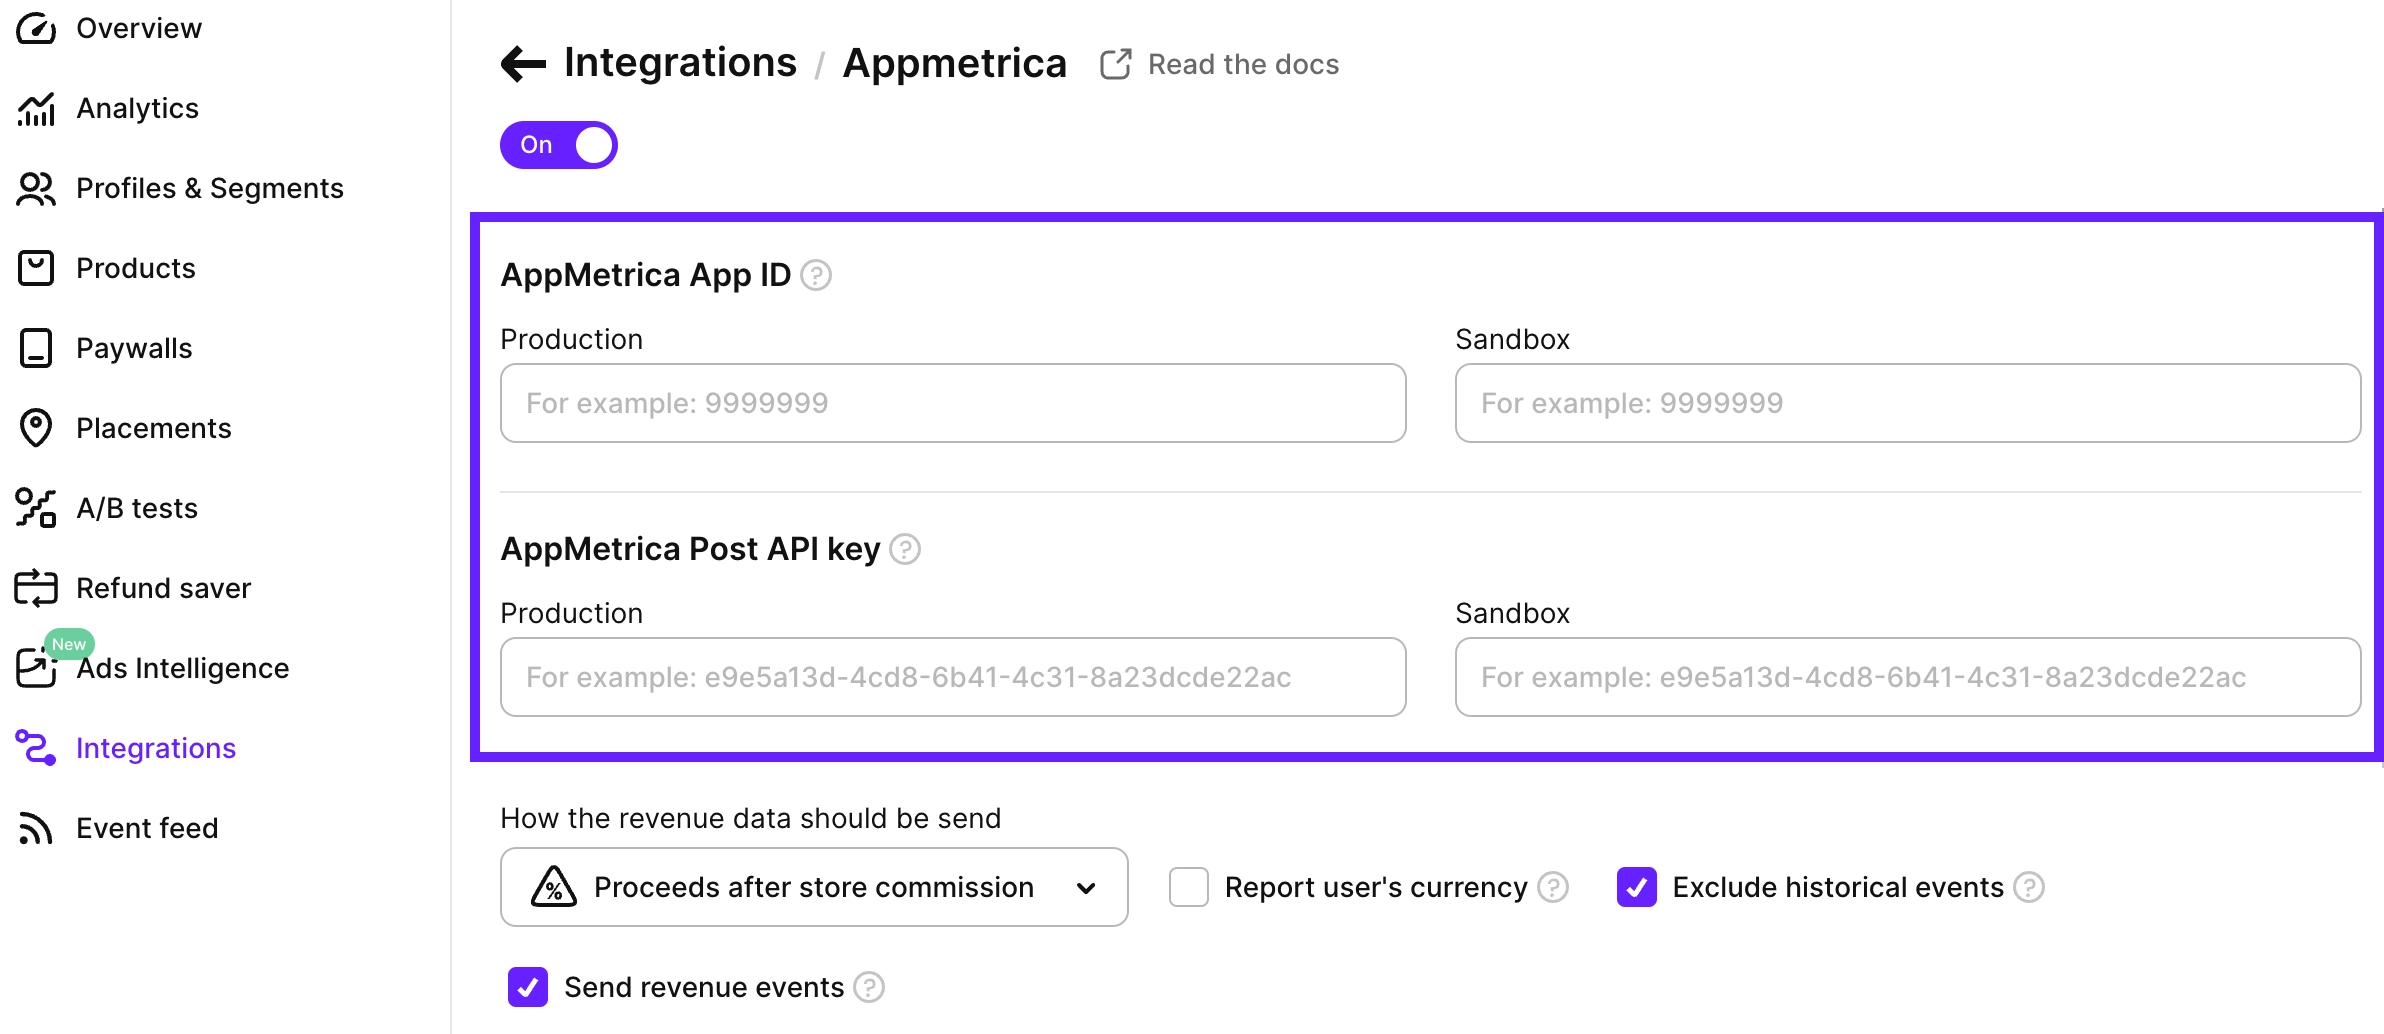 Overview
Analytics
Profiles & Segments
Products
Paywalls
Placements
A/B tests
Refund saver
New
Ads Intelligence
Integrations
Event feed
Integrations / Appmetrica Read the docs
On
AppMetrica App ID ?
Production Sandbox
For example: 9999999 For example: 9999999
AppMetrica Post API key ?
Production Sandbox
For example: e9e5a13d-4cd8-6b41-4c31-8a23dcde22ac For example: e9e5a13d-4cd8-6b41-4c31-8a23dcde22ac
How the revenue data should be send
% Proceeds after store commission Report user's currency ? Exclude historical events ?
Send revenue events ?